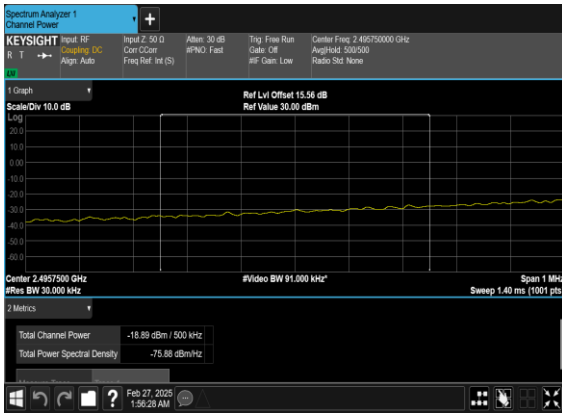 Spectrum Analyzer 1
Channel Power
+
KEYSIGHT
R T
LXI
Input: RF
Coupling: DC
Align: Auto
Input Z: 50 Ω
Corr CCorr
Freq Ref: Int (S)
Atten: 30 dB
#PNO: Fast
Trig: Free Run
Gate: Off
#IF Gain: Low
Center Freq: 2.495750000 GHz
Avg|Hold: 500/500
Radio Std: None
1 Graph
Scale/Div 10.0 dB
Ref Lvl Offset 15.56 dB
Ref Value 30.00 dBm
Log
20.0
10.0
0.00
-10.0
-20.0
-30.0
-40.0
-50.0
-60.0
Center 2.4957500 GHz
#Res BW 30.000 kHz
#Video BW 91.000 kHz*
Span 1 MHz
Sweep 1.40 ms (1001 pts
2 Metrics
Total Channel Power -18.89 dBm / 500 kHz
Total Power Spectral Density -75.88 dBm/Hz
?
Feb 27, 2025
1:56:28 AM